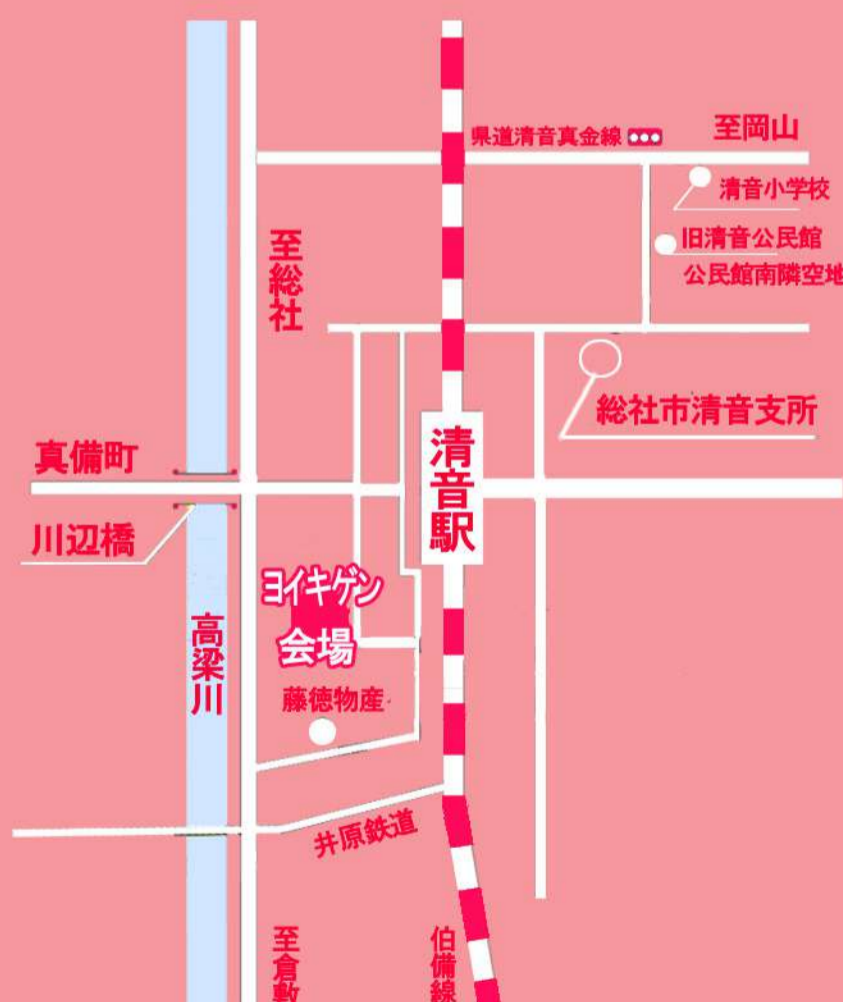 県道清音真金線
至岡山
清音小学校
旧清音公民館
公民館南隣空地
至総社
総社市清音支所
真備町
清音駅
川辺橋
ヨイキゲン
会場
高梁川
藤徳物産
井原鉄道
至倉敷
伯備線